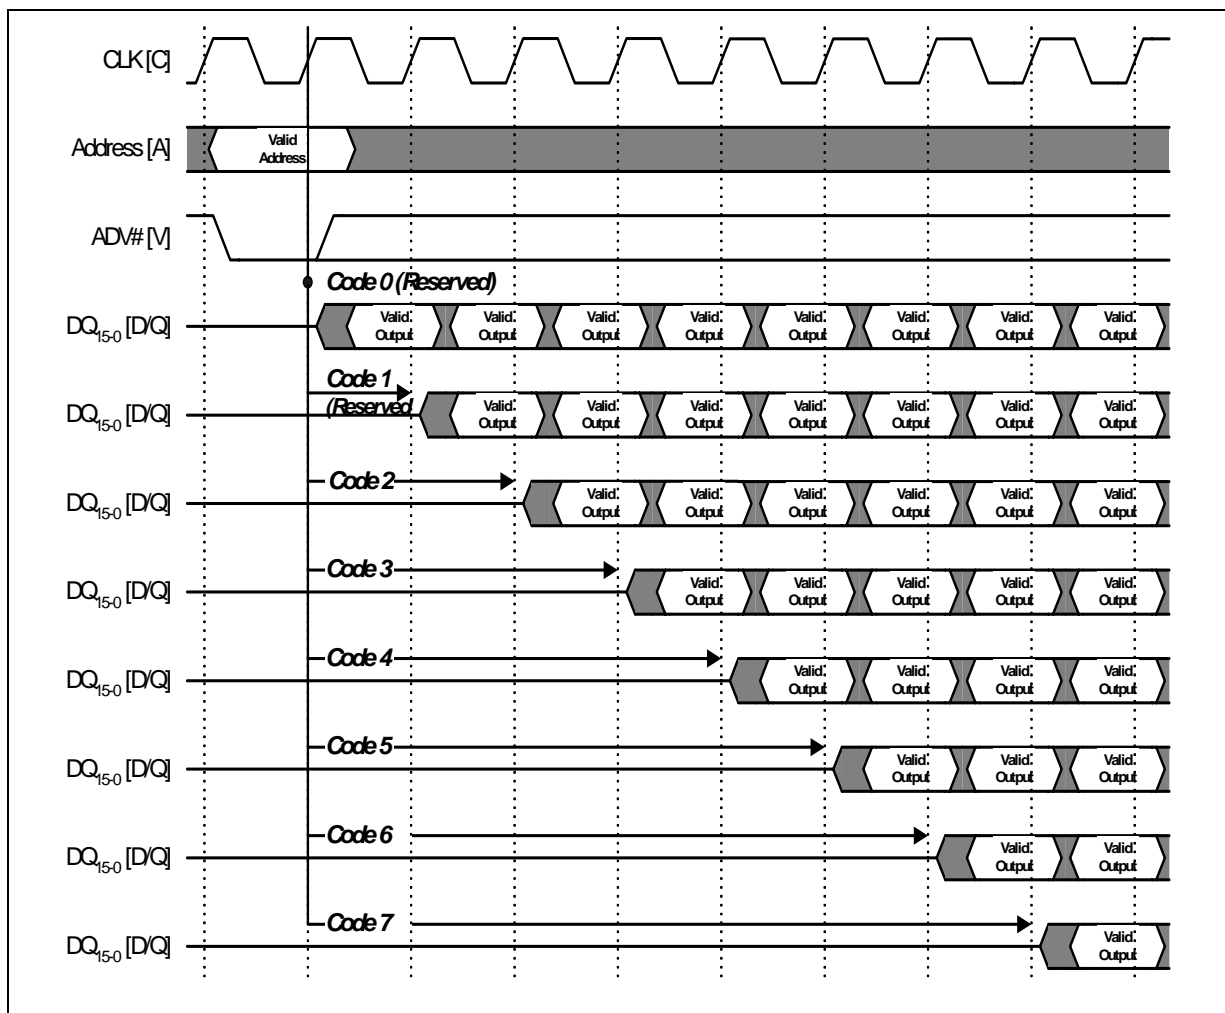 CLK [C]
Address [A]
Valid
Address
ADV# [V]
Code 0 (Reserved)
DQ15-0 [D/Q]
Valid Output Valid Output Valid Output Valid Output Valid Output Valid Output Valid Output Valid Output
Code 1
(Reserved
DQ15-0 [D/Q]
Valid Output Valid Output Valid Output Valid Output Valid Output Valid Output Valid Output
Code 2
DQ15-0 [D/Q]
Valid Output Valid Output Valid Output Valid Output Valid Output Valid Output
Code 3
DQ15-0 [D/Q]
Valid Output Valid Output Valid Output Valid Output Valid Output
Code 4
DQ15-0 [D/Q]
Valid Output Valid Output Valid Output Valid Output
Code 5
DQ15-0 [D/Q]
Valid Output Valid Output Valid Output
Code 6
DQ15-0 [D/Q]
Valid Output Valid Output
Code 7
DQ15-0 [D/Q]
Valid Output